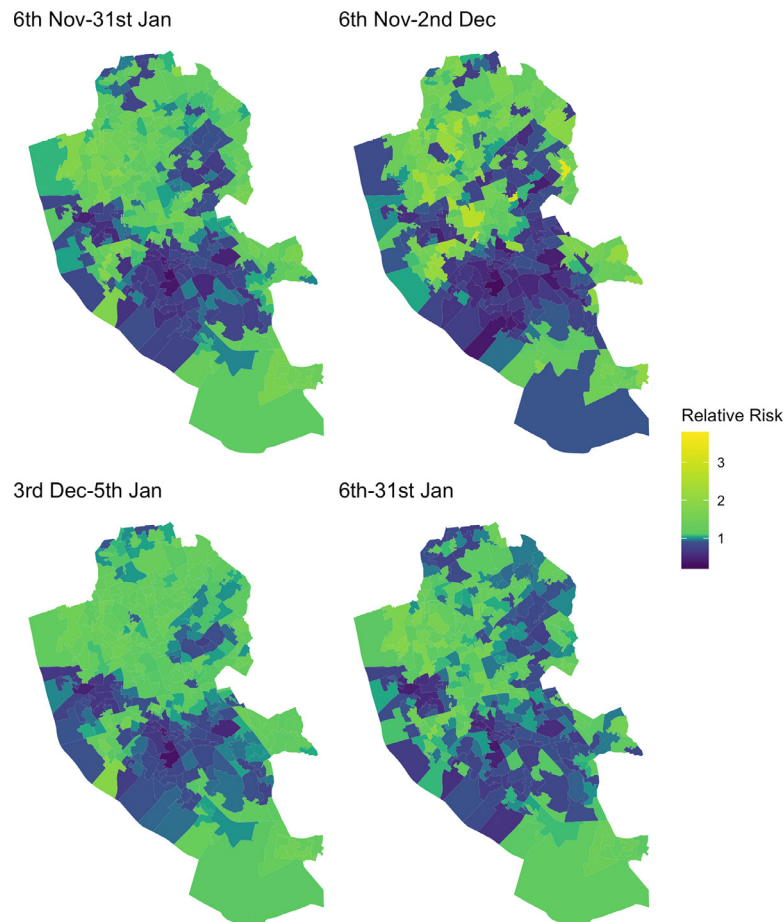 6th Nov-31st Jan
6th Nov-2nd Dec
Relative Risk
3
2
1
3rd Dec-5th Jan
6th-31st Jan